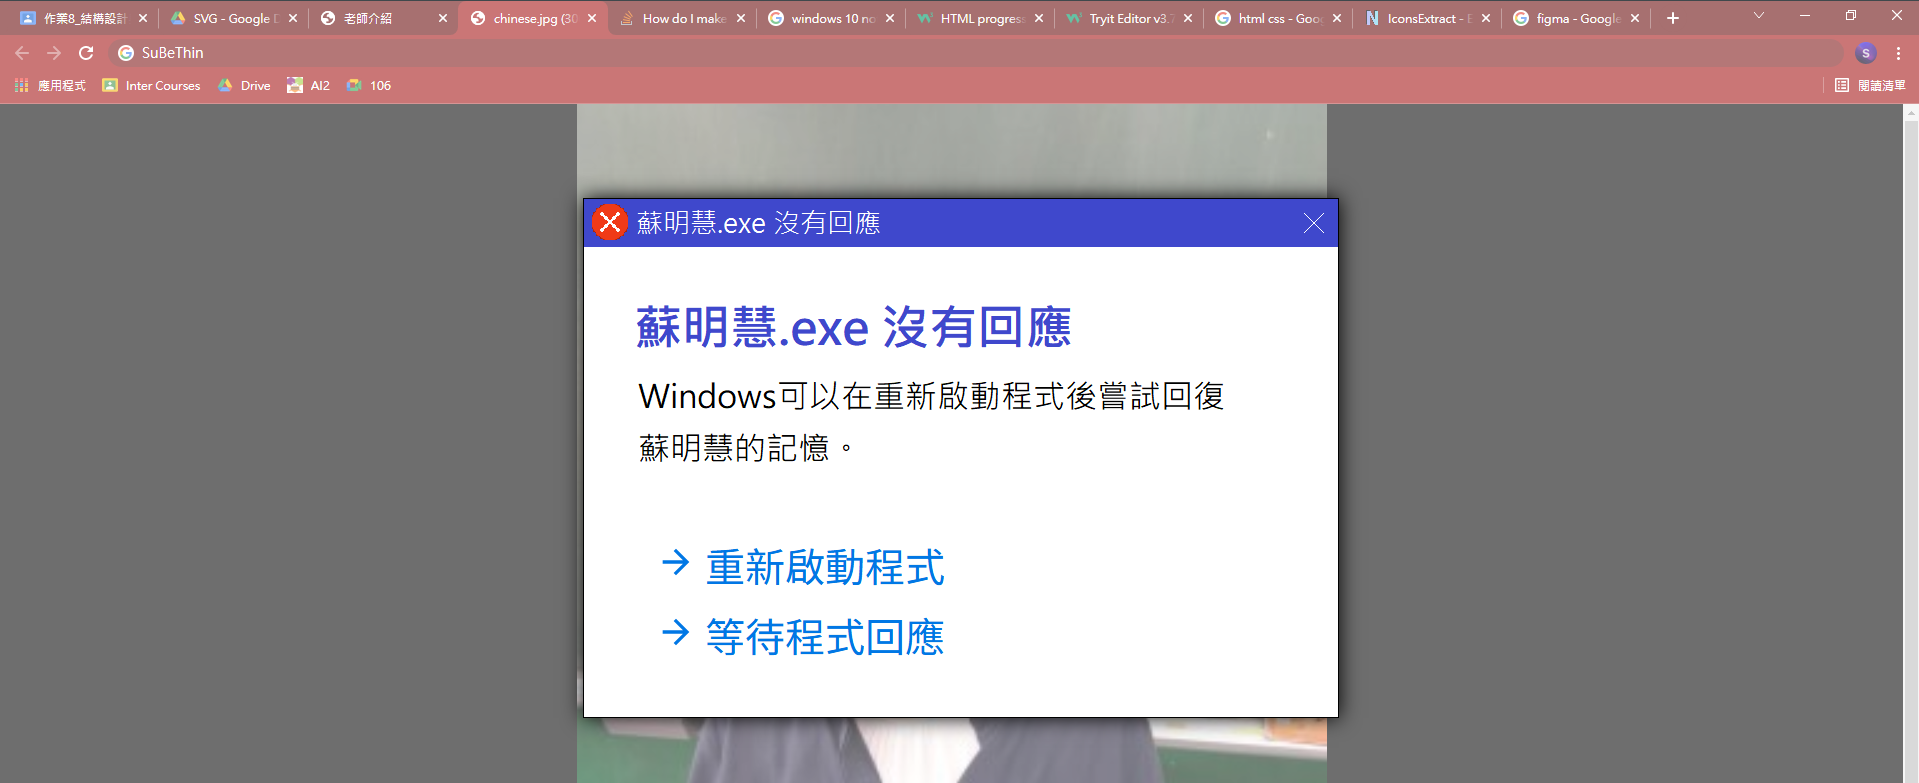 作業8_結構設計
SVG - Google D
老師介紹
chinese.jpg (30
How do I make
windows 10 no
HTML progress
Tryit Editor v3.7
html css - Goog
IconsExtract - E
figma - Google
SuBeThin
S
應用程式
Inter Courses
Drive
AI2
106
閱讀清單
蘇明慧.exe 沒有回應
蘇明慧.exe 沒有回應
Windows可以在重新啟動程式後嘗試回復
蘇明慧的記憶。
→ 重新啟動程式
→ 等待程式回應